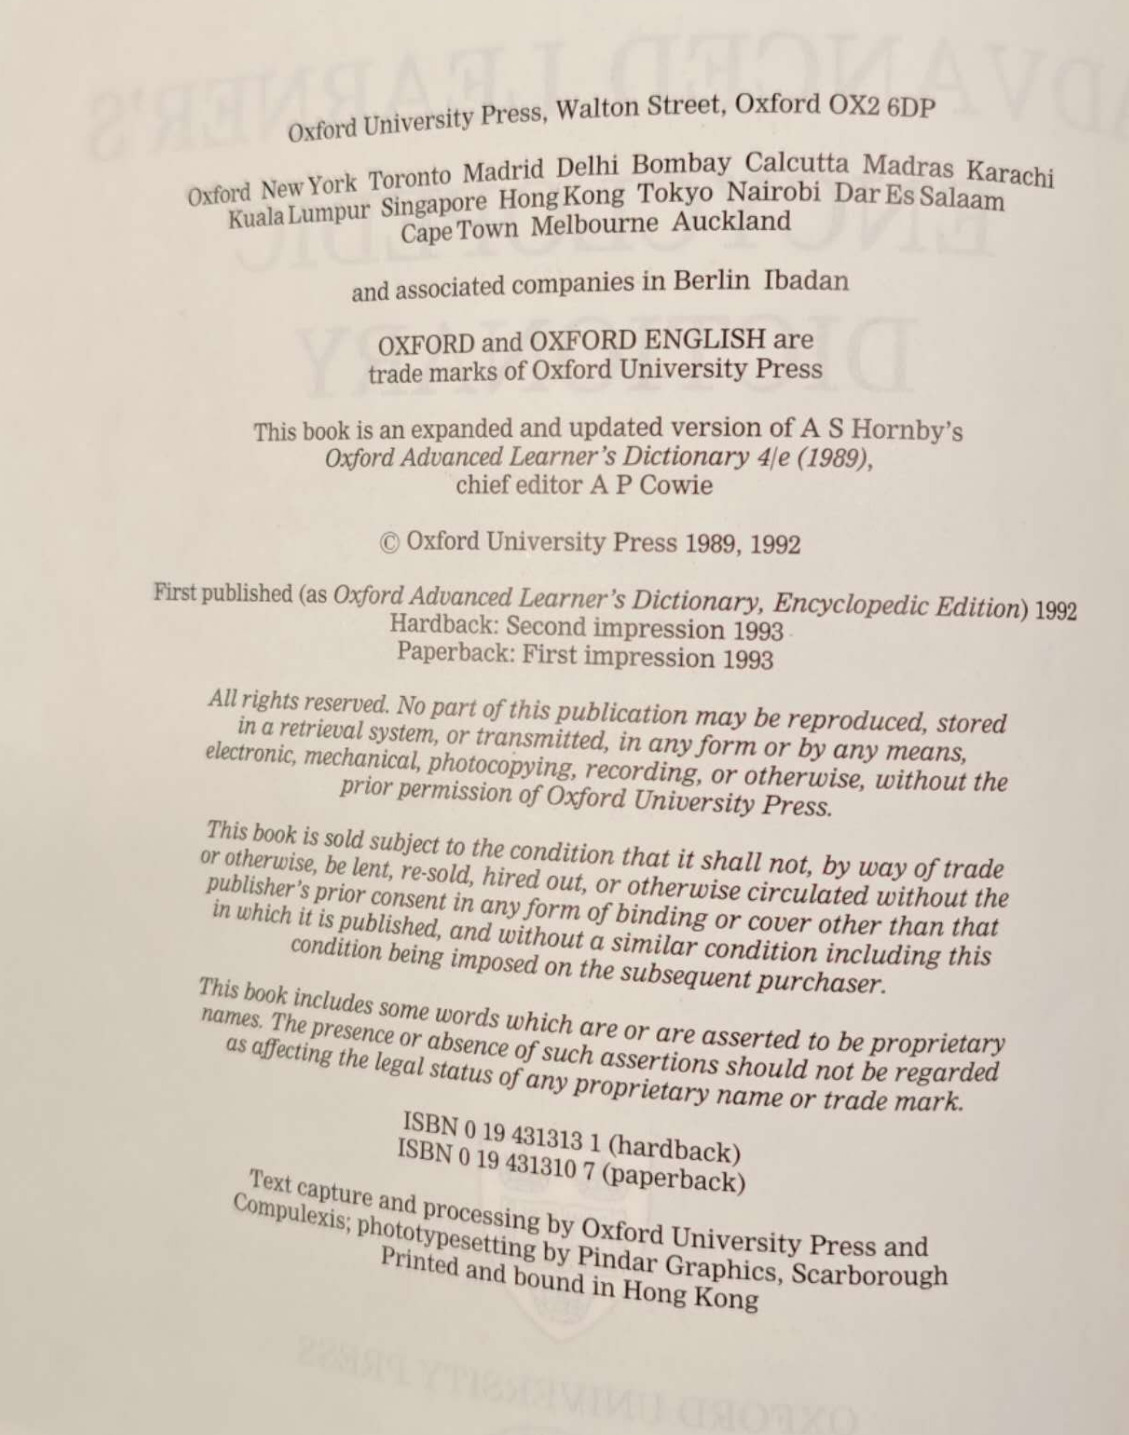 Oxford University Press, Walton Street, Oxford OX2 6DP
Oxford New York Toronto Madrid Delhi Bombay Calcutta Madras Karachi
Kuala Lumpur Singapore Hong Kong Tokyo Nairobi Dar Es Salaam
Cape Town Melbourne Auckland
and associated companies in Berlin Ibadan
OXFORD and OXFORD ENGLISH are
trade marks of Oxford University Press
This book is an expanded and updated version of A S Hornby's
Oxford Advanced Learner's Dictionary 4/e (1989),
chief editor A P Cowie
© Oxford University Press 1989, 1992
First published (as Oxford Advanced Learner's Dictionary, Encyclopedic Edition) 1992
Hardback: Second impression 1993
Paperback: First impression 1993
All rights reserved. No part of this publication may be reproduced, stored
in a retrieval system, or transmitted, in any form or by any means,
electronic, mechanical, photocopying, recording, or otherwise, without the
prior permission of Oxford University Press.
This book is sold subject to the condition that it shall not, by way of trade
or otherwise, be lent, re-sold, hired out, or otherwise circulated without the
publisher's prior consent in any form of binding or cover other than that
in which it is published, and without a similar condition including this
condition being imposed on the subsequent purchaser.
This book includes some words which are or are asserted to be proprietary
names. The presence or absence of such assertions should not be regarded
as affecting the legal status of any proprietary name or trade mark.
ISBN 0 19 431313 1 (hardback)
ISBN 0 19 431310 7 (paperback)
Text capture and processing by Oxford University Press and
Compulexis; phototypesetting by Pindar Graphics, Scarborough
Printed and bound in Hong Kong